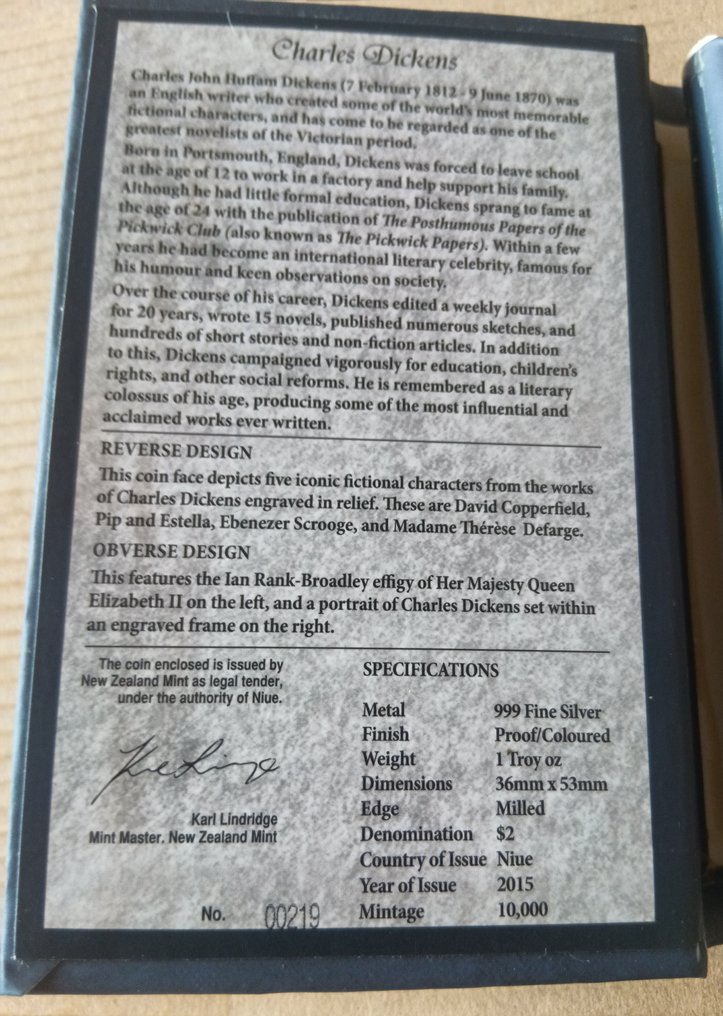 Charles Dickens
Charles John Huffam Dickens (7 February 1812 - 9 June 1870) was
an English writer who created some of the world's most memorable
fictional characters, and has come to be regarded as one of the
greatest novelists of the Victorian period.
Born in Portsmouth, England, Dickens was forced to leave school
at the age of 12 to work in a factory and help support his family.
Although he had little formal education, Dickens sprang to fame at
the age of 24 with the publication of The Posthumous Papers of the
Pickwick Club (also known as The Pickwick Papers). Within a few
years he had become an international literary celebrity, famous for
his humour and keen observations on society.
Over the course of his career, Dickens edited a weekly journal
for 20 years, wrote 15 novels, published numerous sketches, and
hundreds of short stories and non-fiction articles. In addition
to this, Dickens campaigned vigorously for education, children's
rights, and other social reforms. He is remembered as a literary
colossus of his age, producing some of the most influential and
acclaimed works ever written.
REVERSE DESIGN
This coin face depicts five iconic fictional characters from the works
of Charles Dickens engraved in relief. These are David Copperfield,
Pip and Estella, Ebenezer Scrooge, and Madame Thérèse Defarge.
OBVERSE DESIGN
This features the Ian Rank-Broadley effigy of Her Majesty Queen
Elizabeth II on the left, and a portrait of Charles Dickens set within
an engraved frame on the right.
The coin enclosed is issued by
New Zealand Mint as legal tender,
under the authority of Niue.
Karl Lindridge
Mint Master. New Zealand Mint
No. 00219
SPECIFICATIONS
Metal 999 Fine Silver
Finish Proof/Coloured
Weight 1 Troy oz
Dimensions 36mm x 53mm
Edge Milled
Denomination $2
Country of Issue Niue
Year of Issue 2015
Mintage 10,000